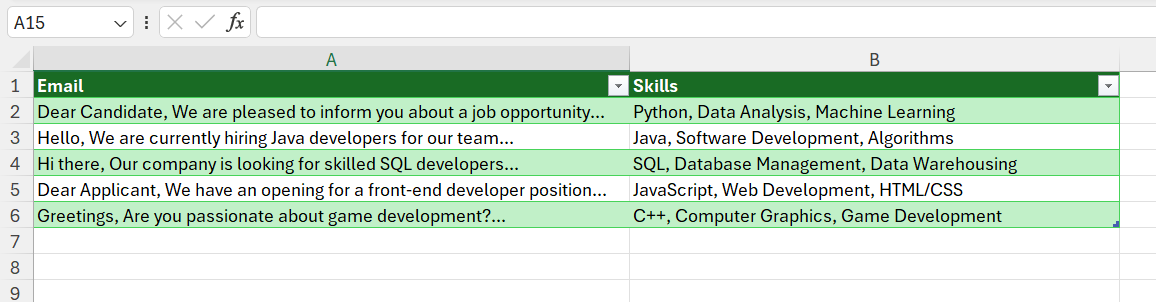 A15 fx
A B
1 Email Skills
2 Dear Candidate, We are pleased to inform you about a job opportunity... Python, Data Analysis, Machine Learning
3 Hello, We are currently hiring Java developers for our team... Java, Software Development, Algorithms
4 Hi there, Our company is looking for skilled SQL developers... SQL, Database Management, Data Warehousing
5 Dear Applicant, We have an opening for a front-end developer position... JavaScript, Web Development, HTML/CSS
6 Greetings, Are you passionate about game development?... C++, Computer Graphics, Game Development
7
8
9